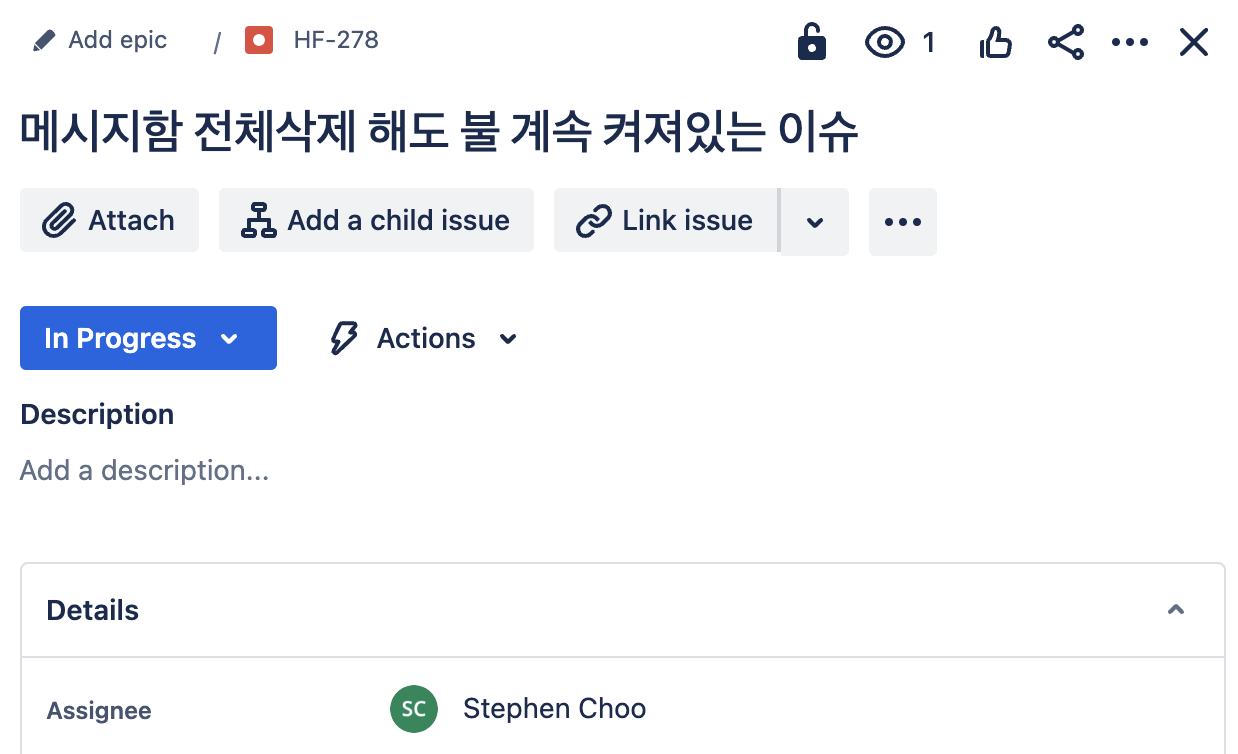 Add epic / HF-278 1
메시지함 전체삭제 해도 불 계속 켜져있는 이슈
Attach Add a child issue Link issue
In Progress Actions
Description
Add a description...
Details
Assignee SC Stephen Choo